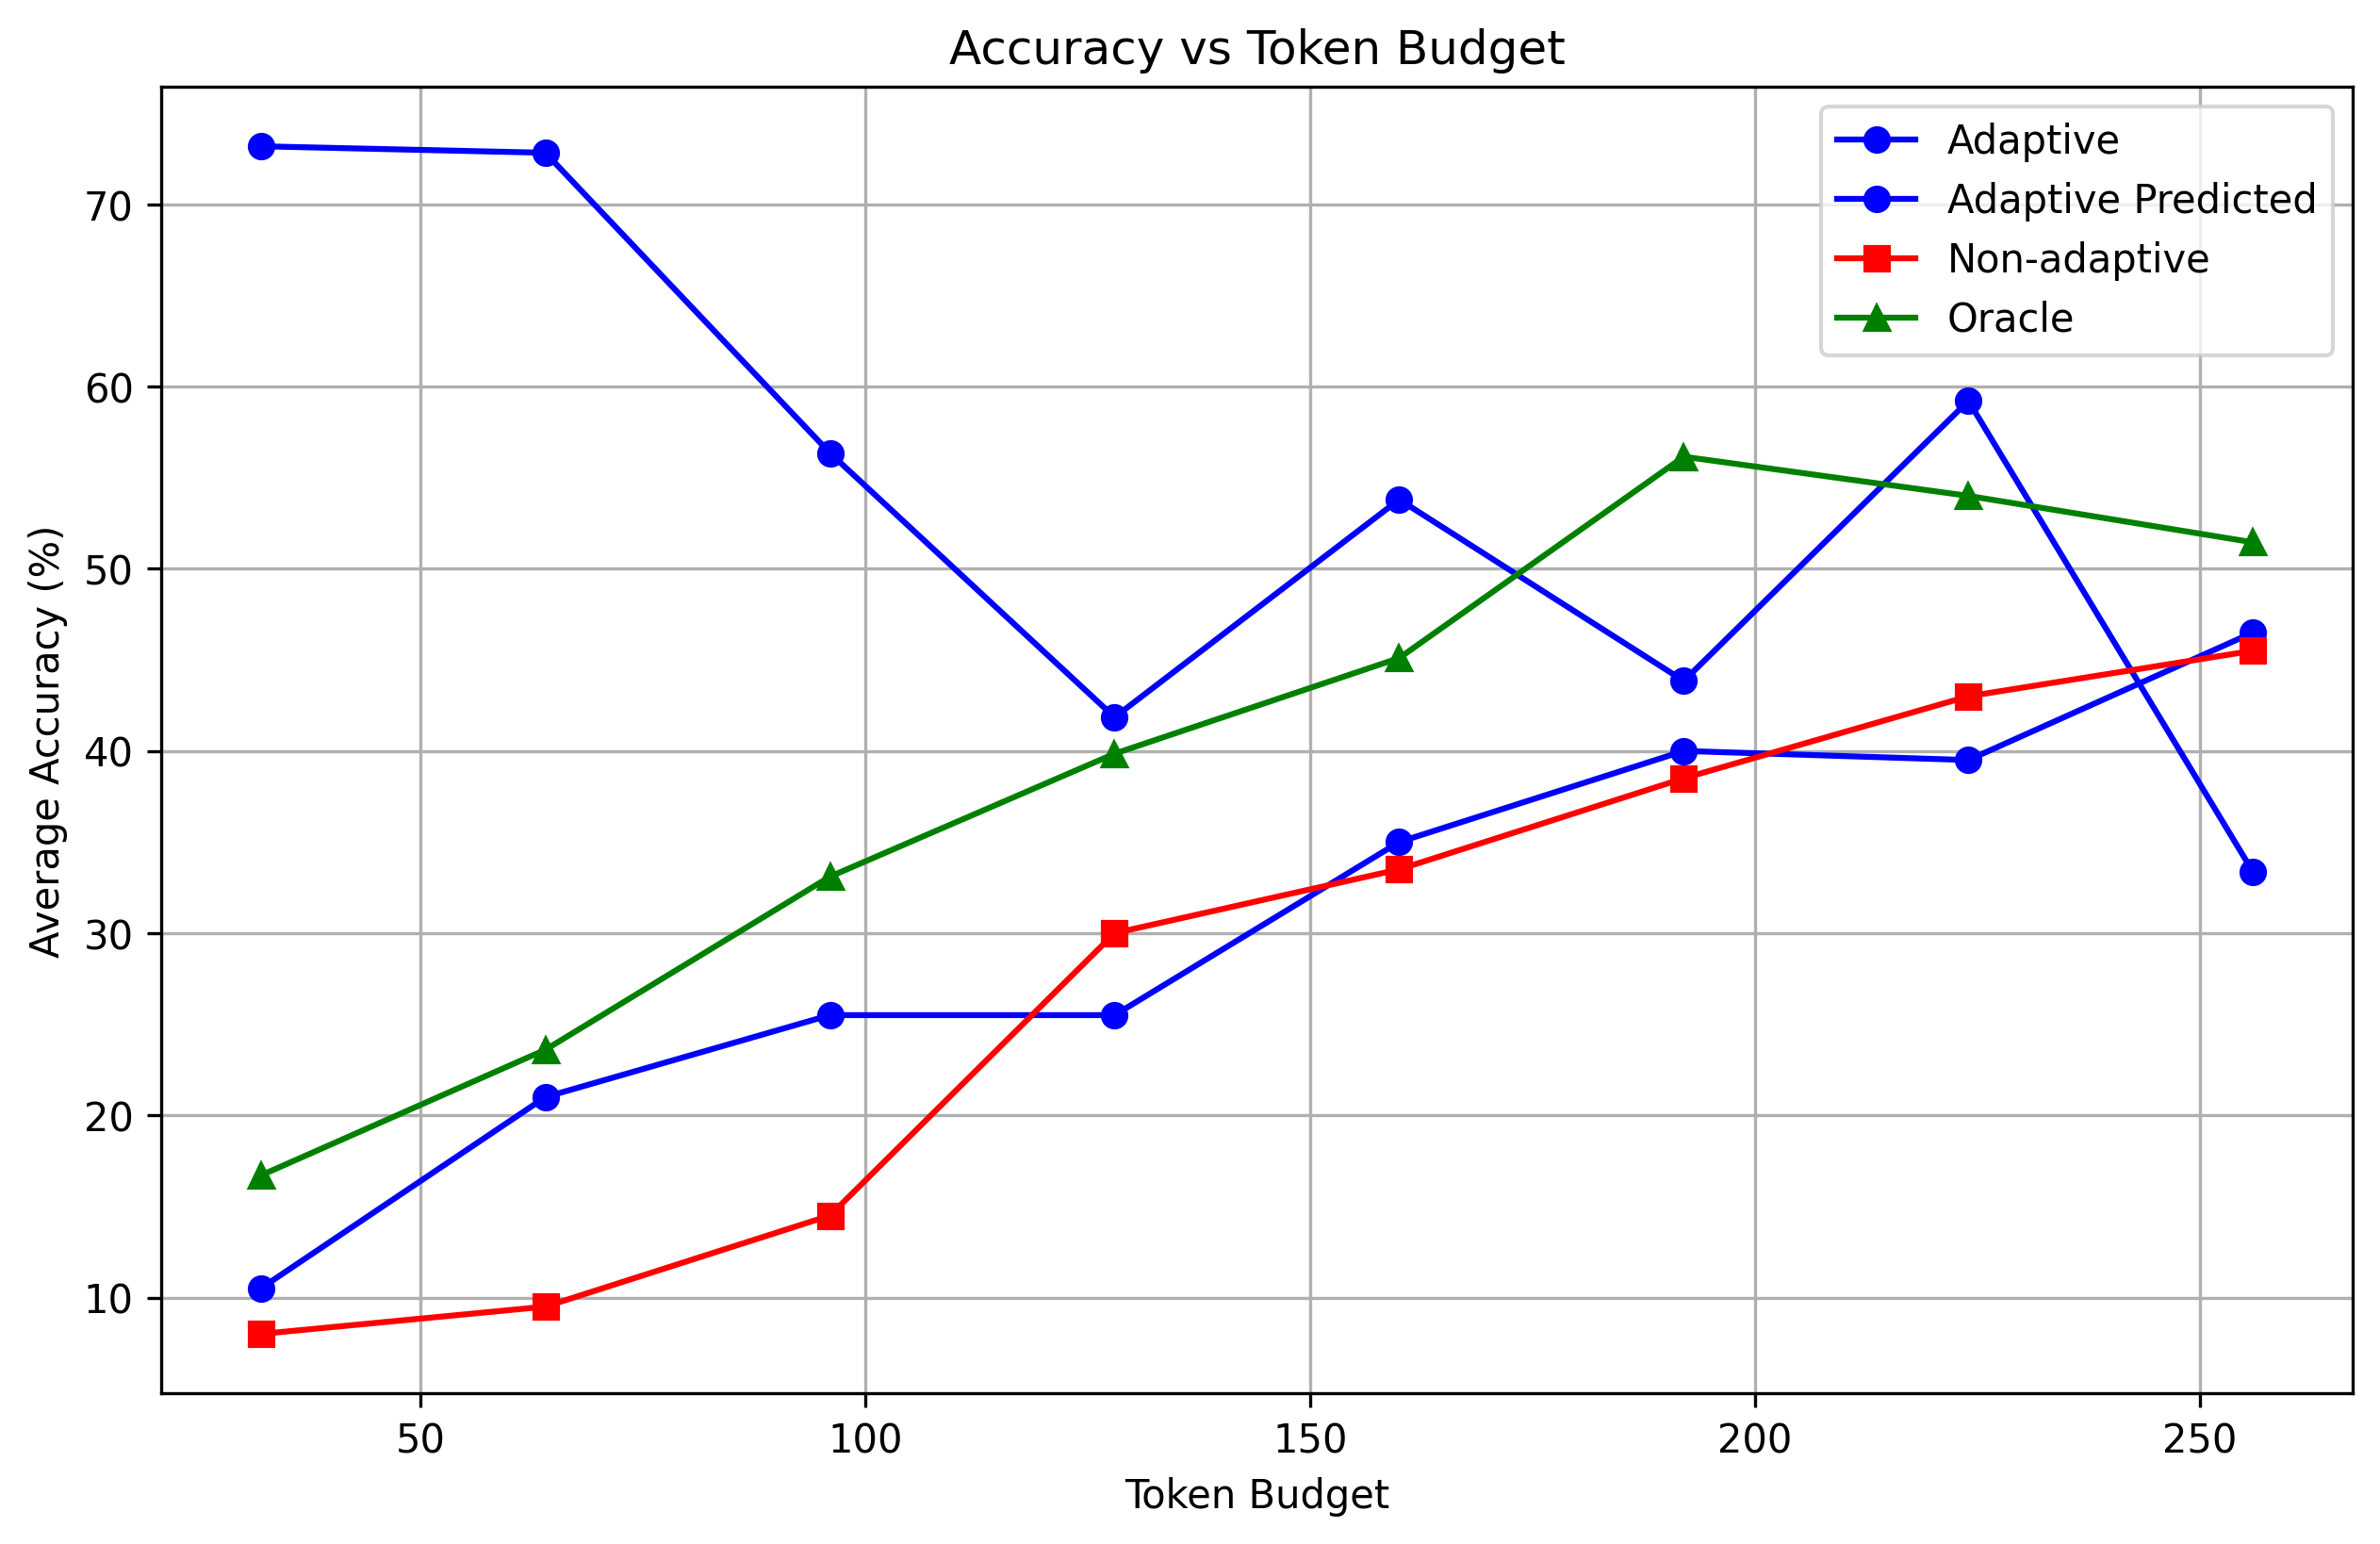 Accuracy vs Token Budget
Adaptive
Adaptive Predicted
Non-adaptive
Oracle
Average Accuracy (%)
70
60
50
40
30
20
10
50
100
150
200
250
Token Budget